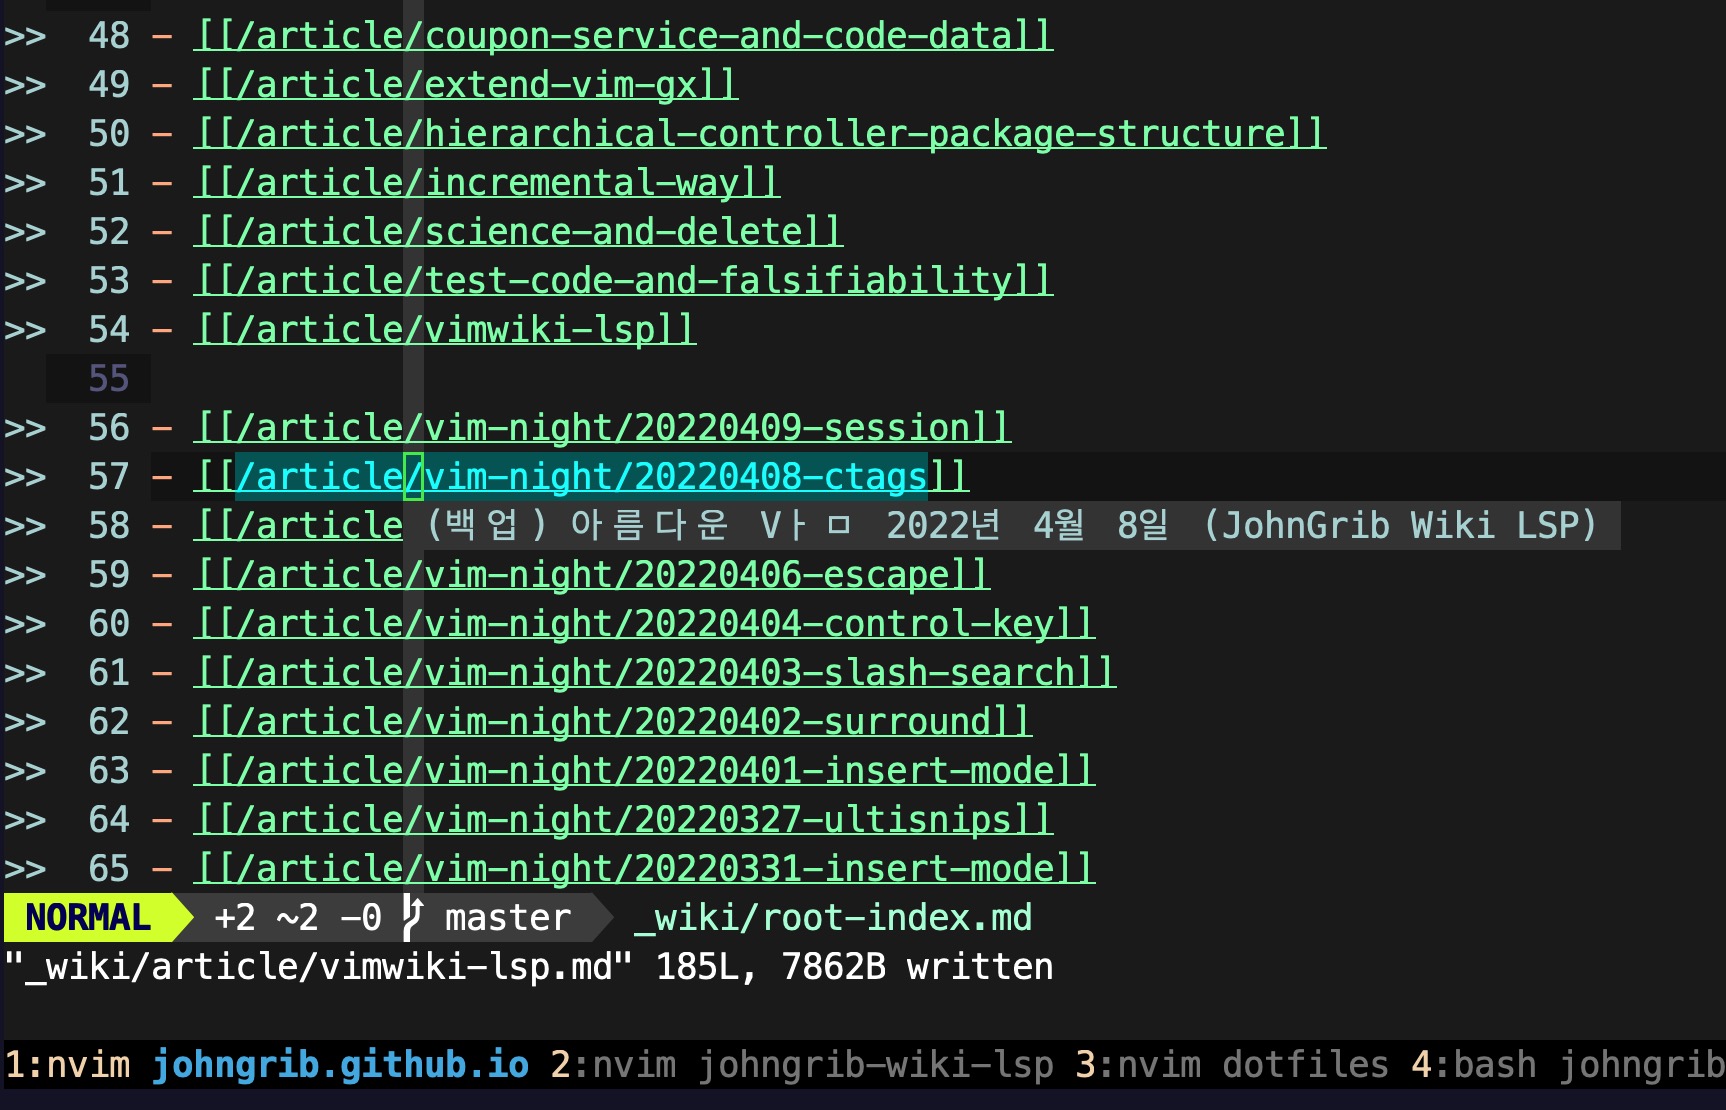 >> 48 - [[/article/coupon-service-and-code-data]]
>> 49 - [[/article/extend-vim-gx]]
>> 50 - [[/article/hierarchical-controller-package-structure]]
>> 51 - [[/article/incremental-way]]
>> 52 - [[/article/science-and-delete]]
>> 53 - [[/article/test-code-and-falsifiability]]
>> 54 - [[/article/vimwiki-lsp]]
55
>> 56 - [[/article/vim-night/20220409-session]]
>> 57 - [[/article/vim-night/20220408-ctags]]
>> 58 - [[/article (백업) 아름다운 Vㅏㅁ 2022년 4월 8일 (JohnGrib Wiki LSP)
>> 59 - [[/article/vim-night/20220406-escape]]
>> 60 - [[/article/vim-night/20220404-control-key]]
>> 61 - [[/article/vim-night/20220403-slash-search]]
>> 62 - [[/article/vim-night/20220402-surround]]
>> 63 - [[/article/vim-night/20220401-insert-mode]]
>> 64 - [[/article/vim-night/20220327-ultisnips]]
>> 65 - [[/article/vim-night/20220331-insert-mode]]
NORMAL +2 ~2 -0 master _wiki/root-index.md
"_wiki/article/vimwiki-lsp.md" 185L, 7862B written
1:nvim johngrib.github.io 2:nvim johngrib-wiki-lsp 3:nvim dotfiles 4:bash johngrib